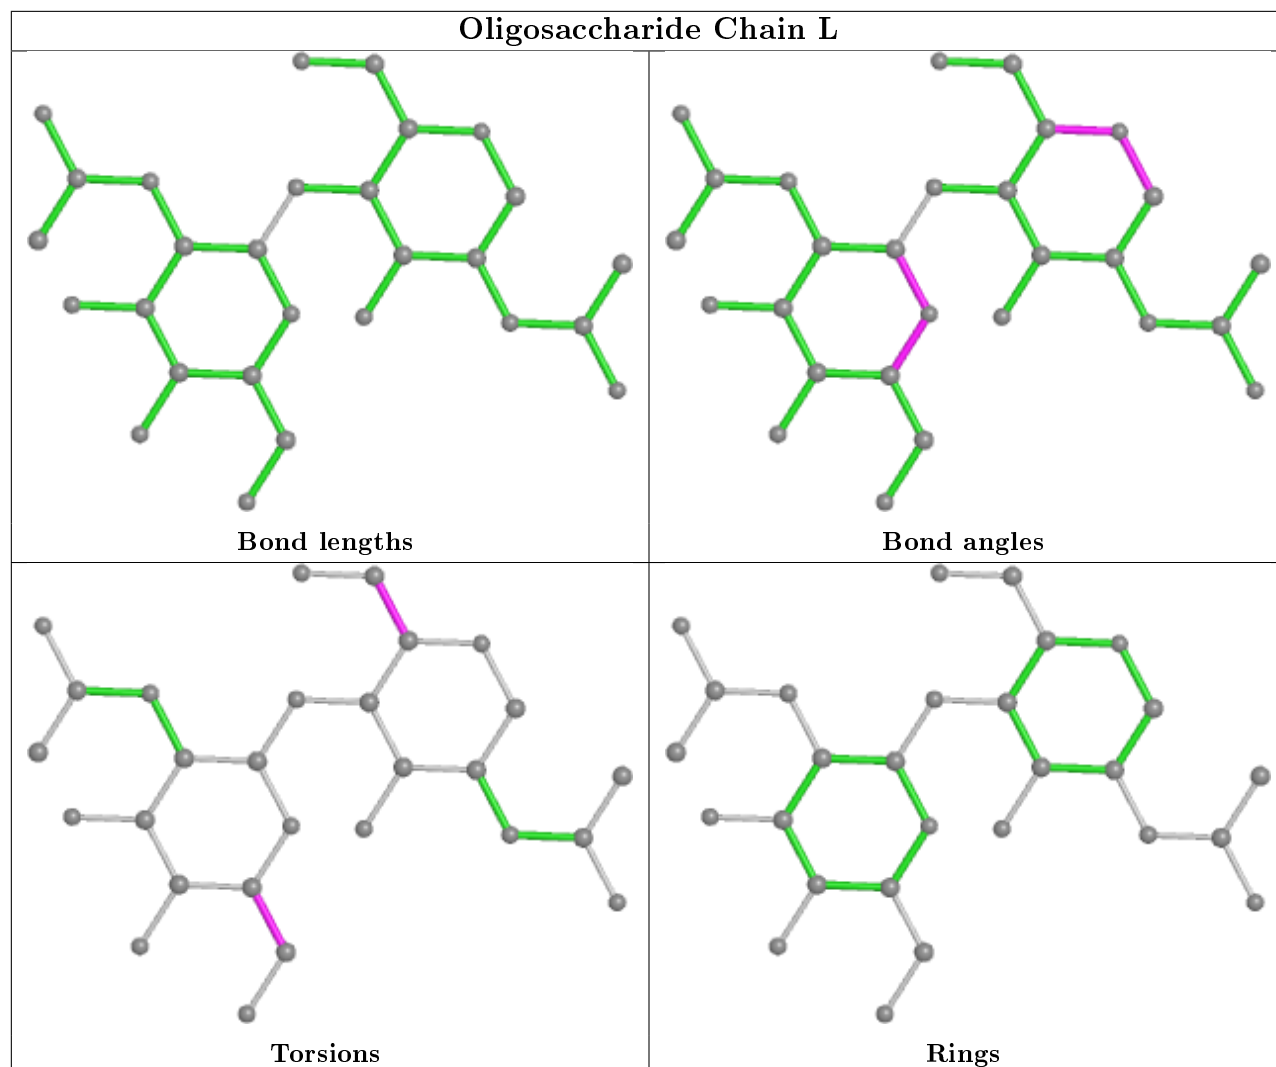 Oligosaccharide Chain L
Bond lengths
Bond angles
Torsions
Rings